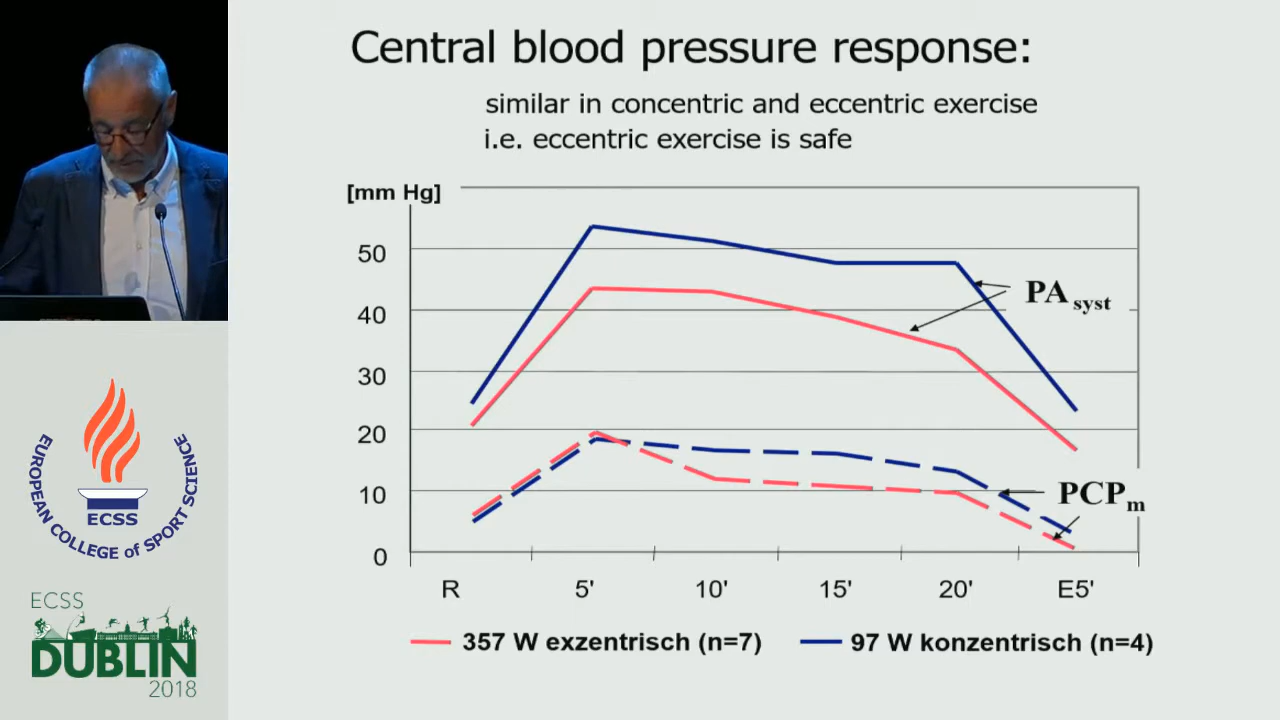 Central blood pressure response:
similar in concentric and eccentric exercise
i.e. eccentric exercise is safe
[mm Hg]
50
40
30
20
10
0
PA syst
PCPm
R 5' 10' 15' 20' E5'
357 W exzentrisch (n=7) 97 W konzentrisch (n=4)
EUROPEAN COLLEGE of SPORT SCIENCE
ECSS
ECSS
DUBLIN
2018